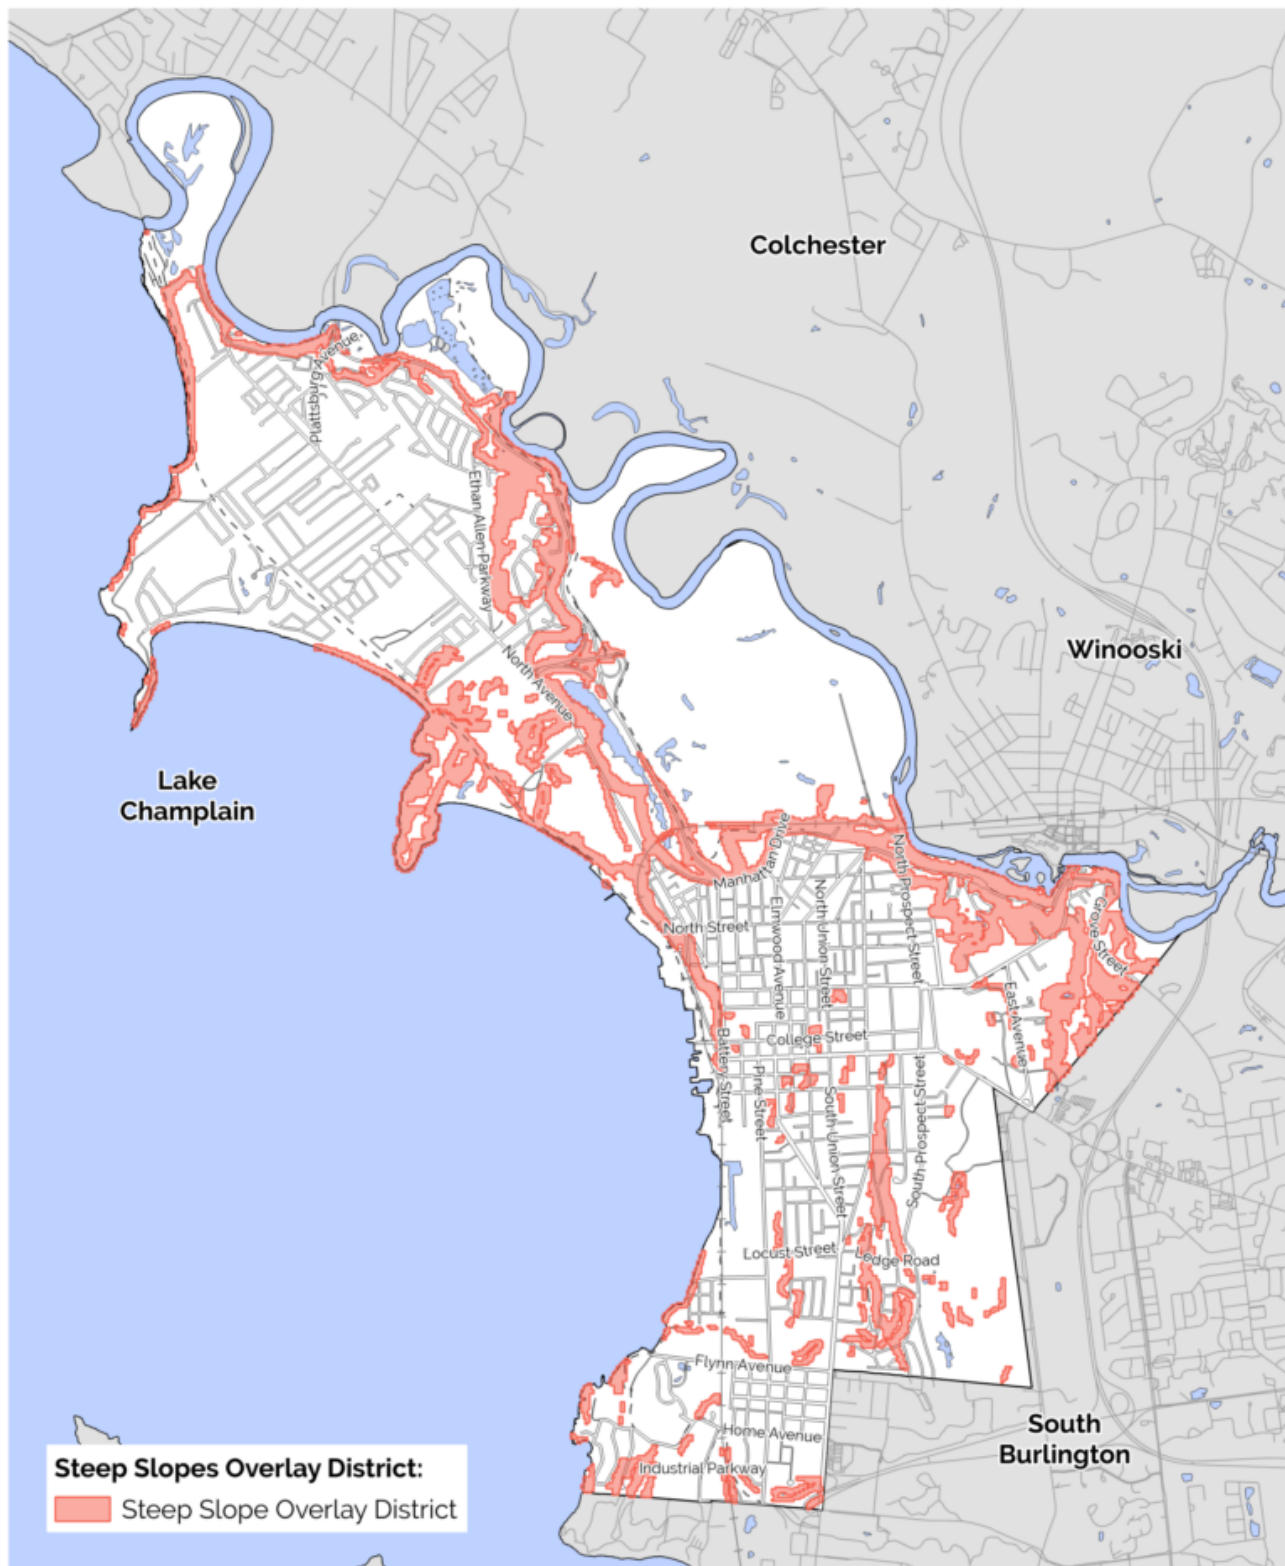 Colchester
Plattsburg Avenue
Ethan Allen Parkway
Winooski
North Avenue
Lake
Champlain
Manhattan Drive
North Prospect Street
Grove Street
North Union Street
Elmwood Avenue
North Street
East Avenue
College Street
Battery Street
Pine Street
South Union Street
South Prospect Street
Locust Street
Ledge Road
Flynn Avenue
Home Avenue
Industrial Parkway
South
Burlington
Steep Slopes Overlay District:
Steep Slope Overlay District